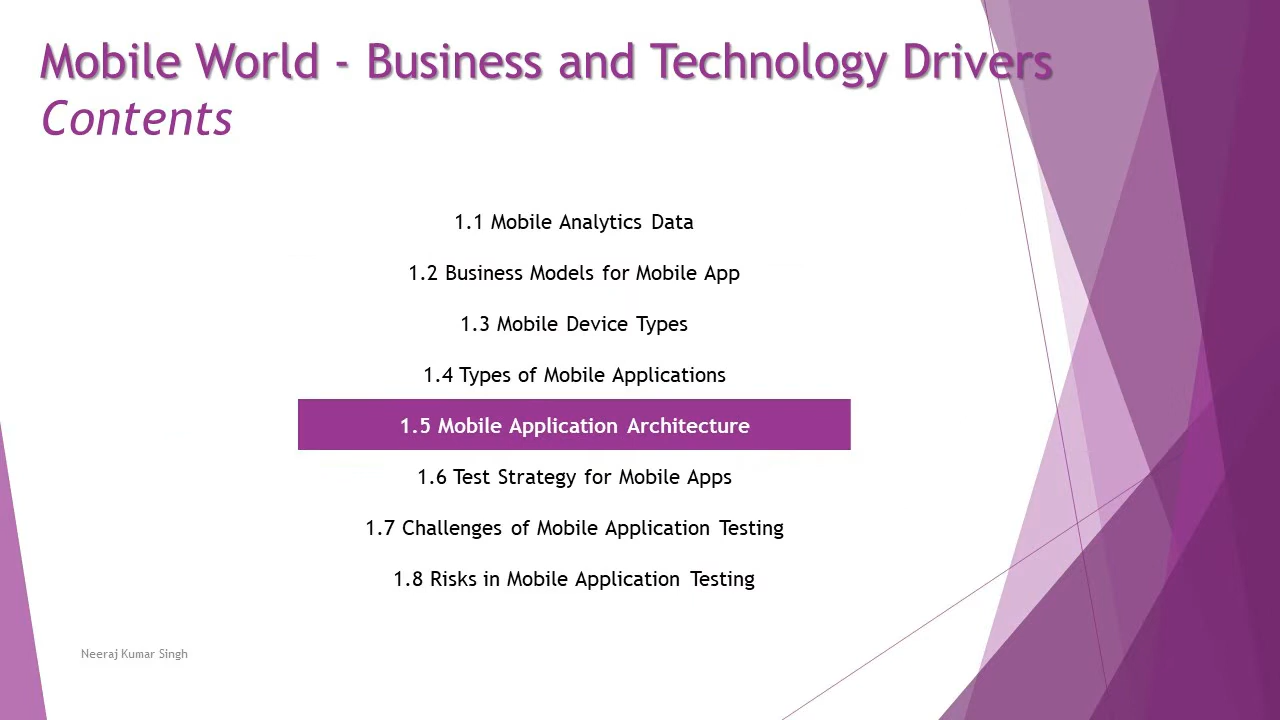 Mobile World - Business and Technology Drivers
Contents
1.1 Mobile Analytics Data
1.2 Business Models for Mobile App
1.3 Mobile Device Types
1.4 Types of Mobile Applications
1.5 Mobile Application Architecture
1.6 Test Strategy for Mobile Apps
1.7 Challenges of Mobile Application Testing
1.8 Risks in Mobile Application Testing
Neeraj Kumar Singh